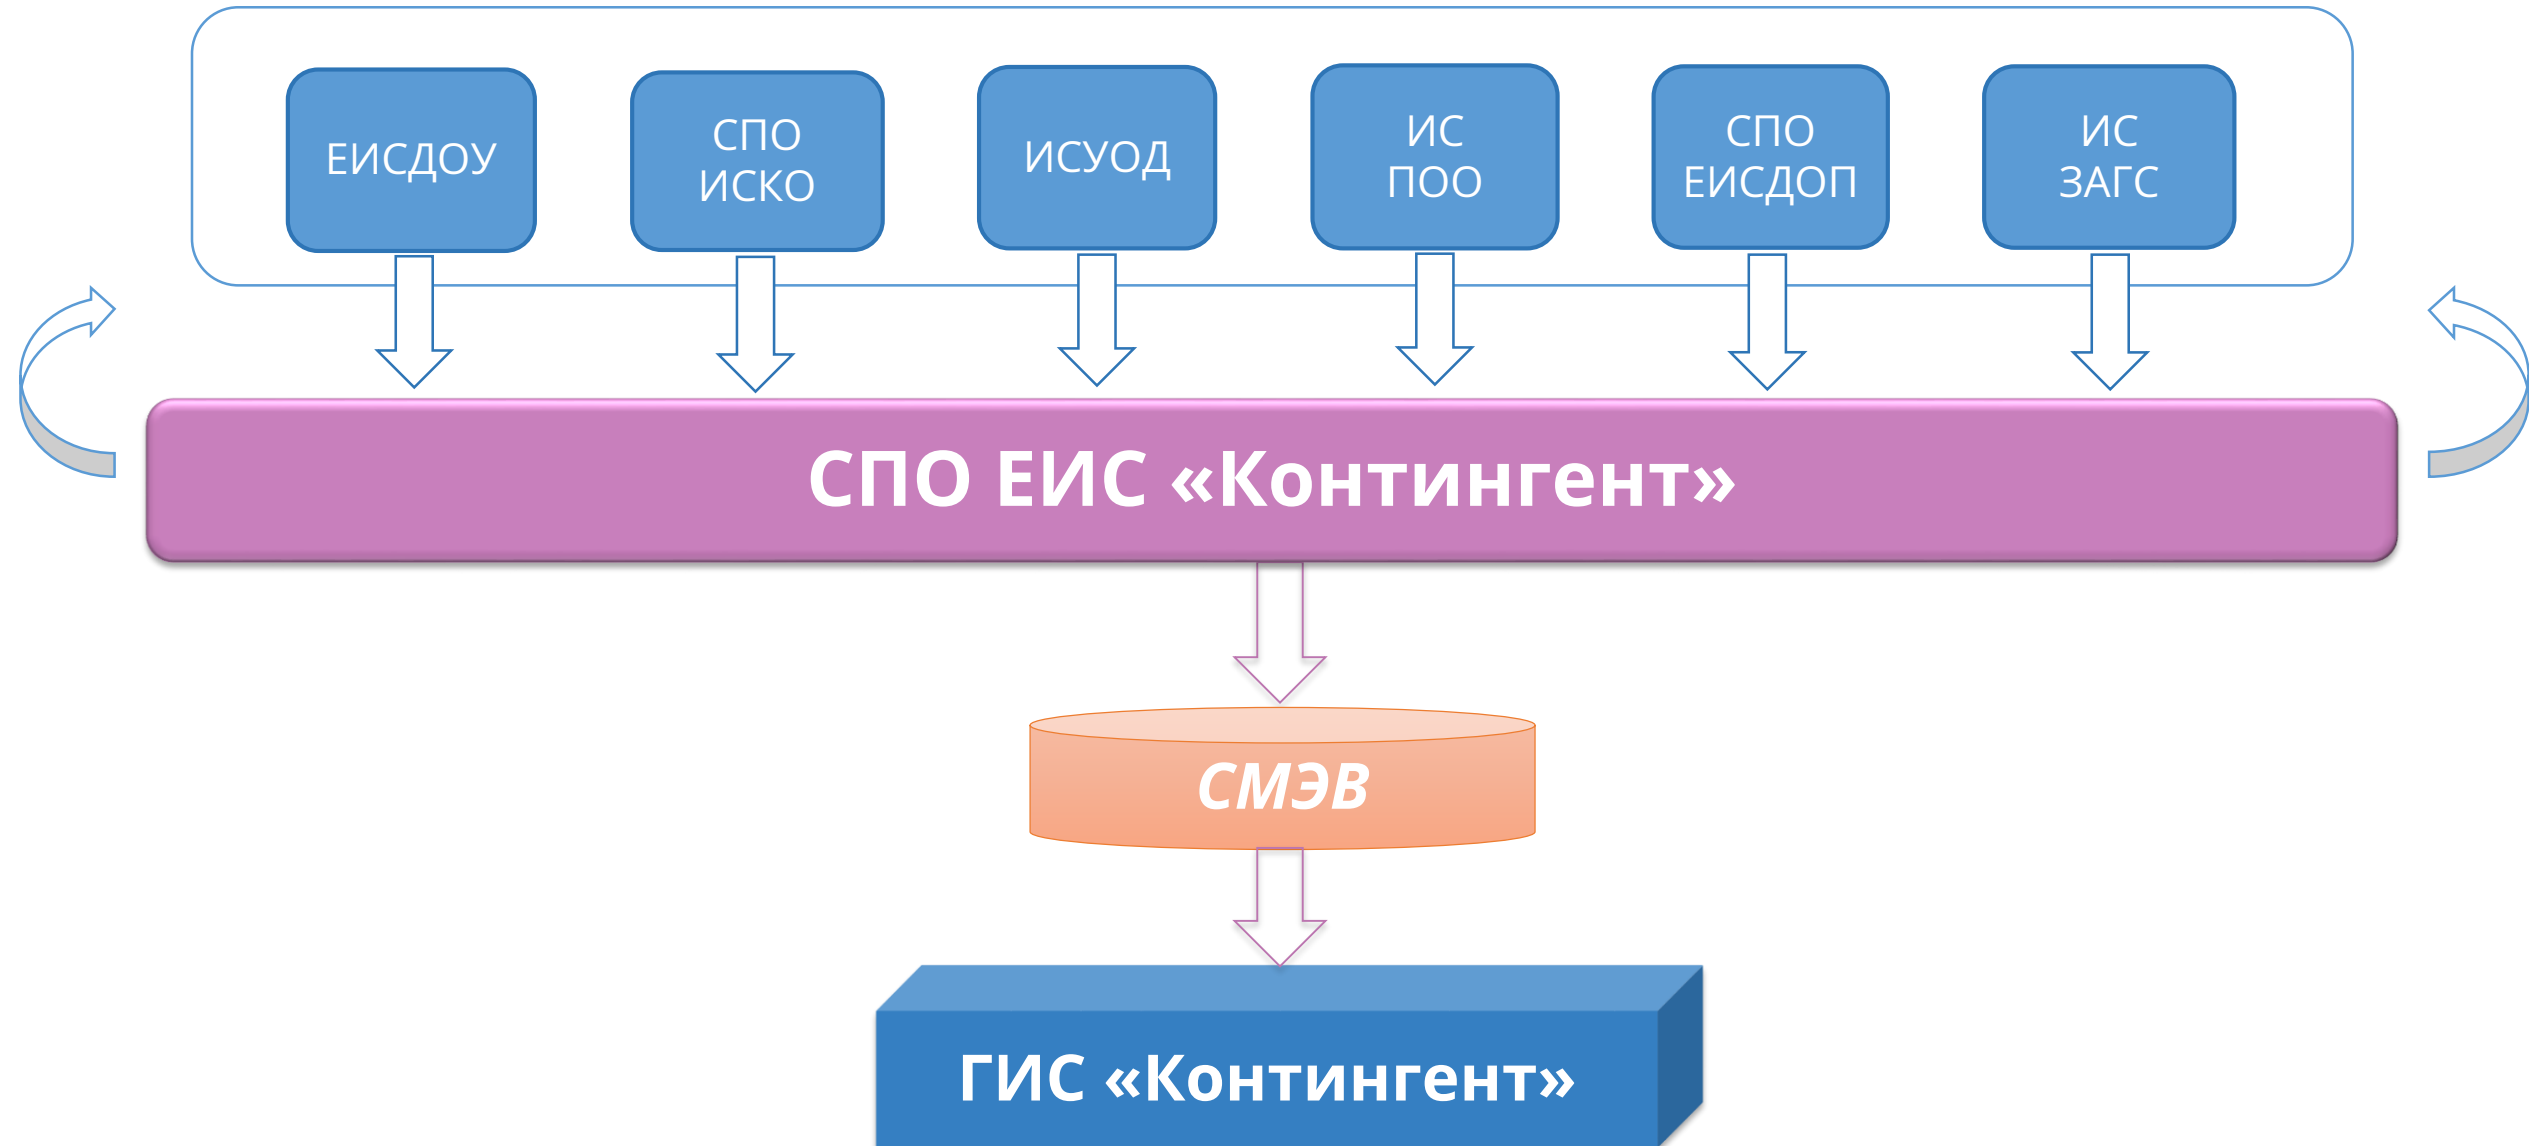 ЕИСДОУ
СПО
ИСКО
ИСУОД
ИС
ПОО
СПО
ЕИСДОП
ИС
ЗАГС
СПО ЕИС «Контингент»
СМЭВ
ГИС «Контингент»